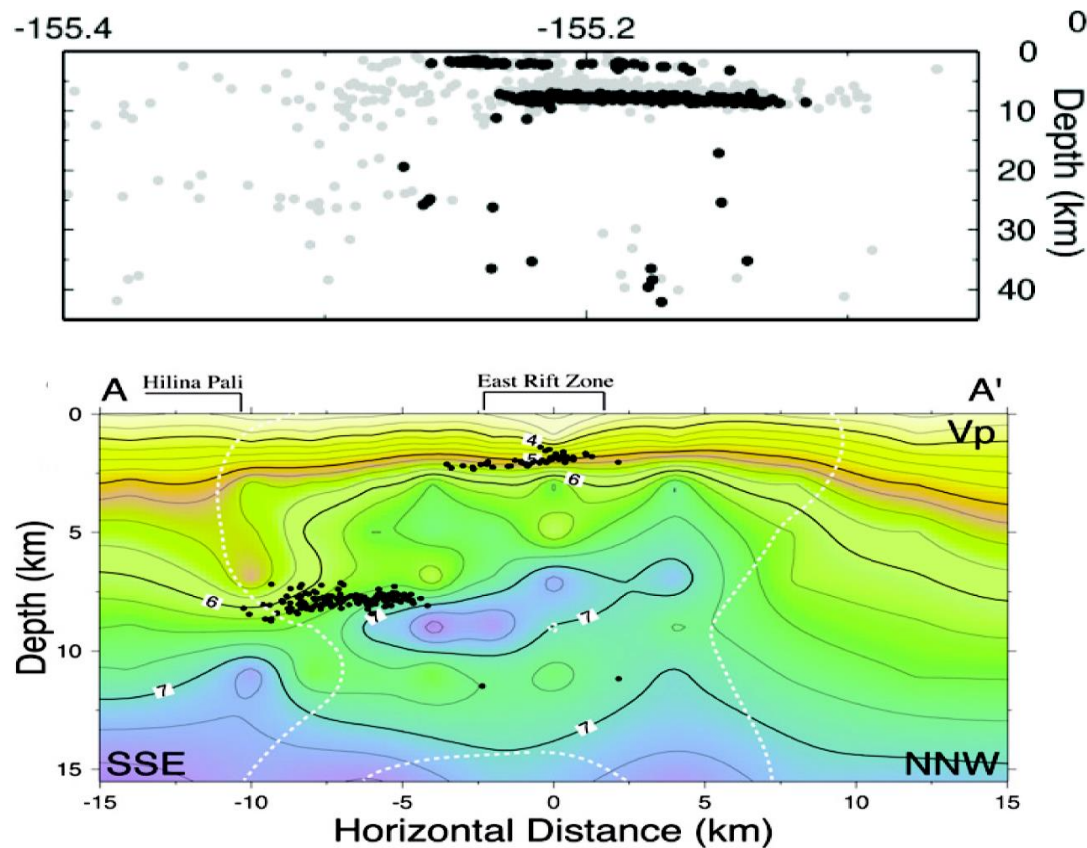 -155.4 -155.2 0
0
10
20
30
40
Depth (km)
A Hilina Pali East Rift Zone A'
Vp
0
5
10
15
Depth (km)
4
5
6
6
7
7
7
7
7
SSE NNW
-15 -10 -5 0 5 10 15
Horizontal Distance (km)